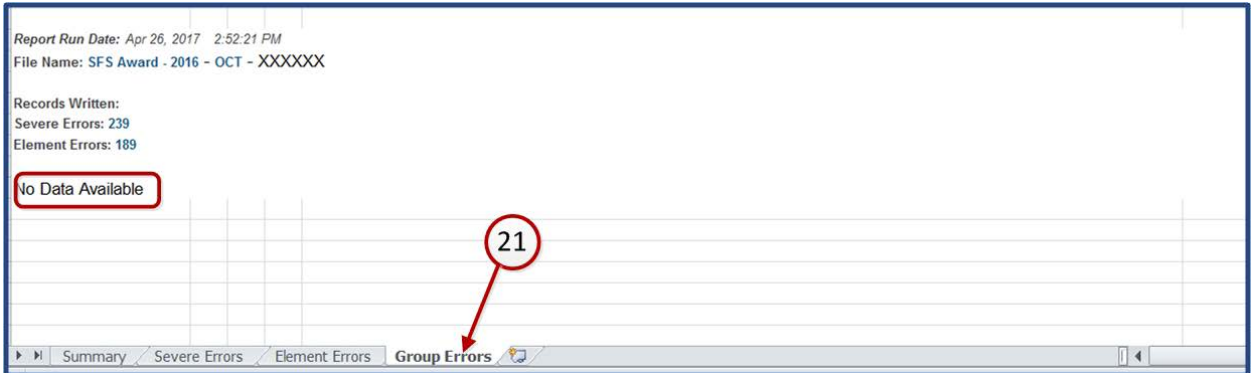 Report Run Date: Apr 26, 2017 2:52:21 PM
File Name: SFS Award - 2016 - OCT - XXXXXX
Records Written:
Severe Errors: 239
Element Errors: 189
No Data Available
21
Summary Severe Errors Element Errors Group Errors